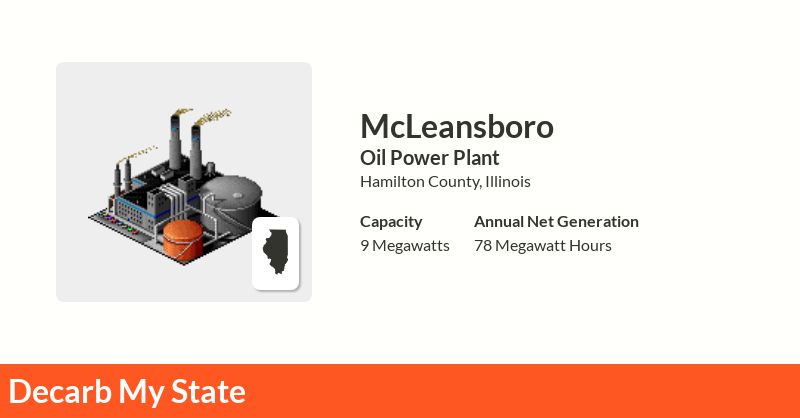 McLeansboro
Oil Power Plant
Hamilton County, Illinois
Capacity
9 Megawatts
Annual Net Generation
78 Megawatt Hours
Decarb My State